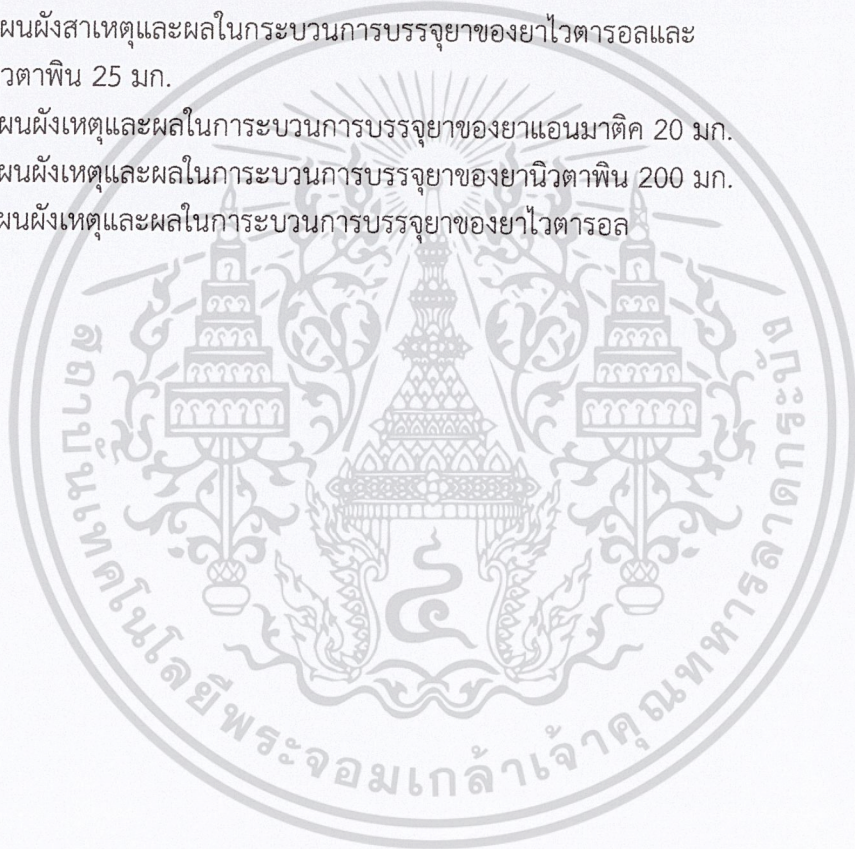 ผนผังสาเหตุและผลในกระบวนการบรรจุยาของยาไวตารอลและ
วตาพิน 25 มก.
ผนผังเหตุและผลในการะบวนการบรรจุยาของยาแอนมาติค 20 มก.
ผนผังเหตุและผลในการะบวนการบรรจุยาของยานิวตาพิน 200 มก.
ผนผังเหตุและผลในการะบวนการบรรจุยาของยาไวตารอล
สถาบันเทคโนโลยีพระจอมเกล้าเจ้าคุณทหารลาดกระบัง
๔